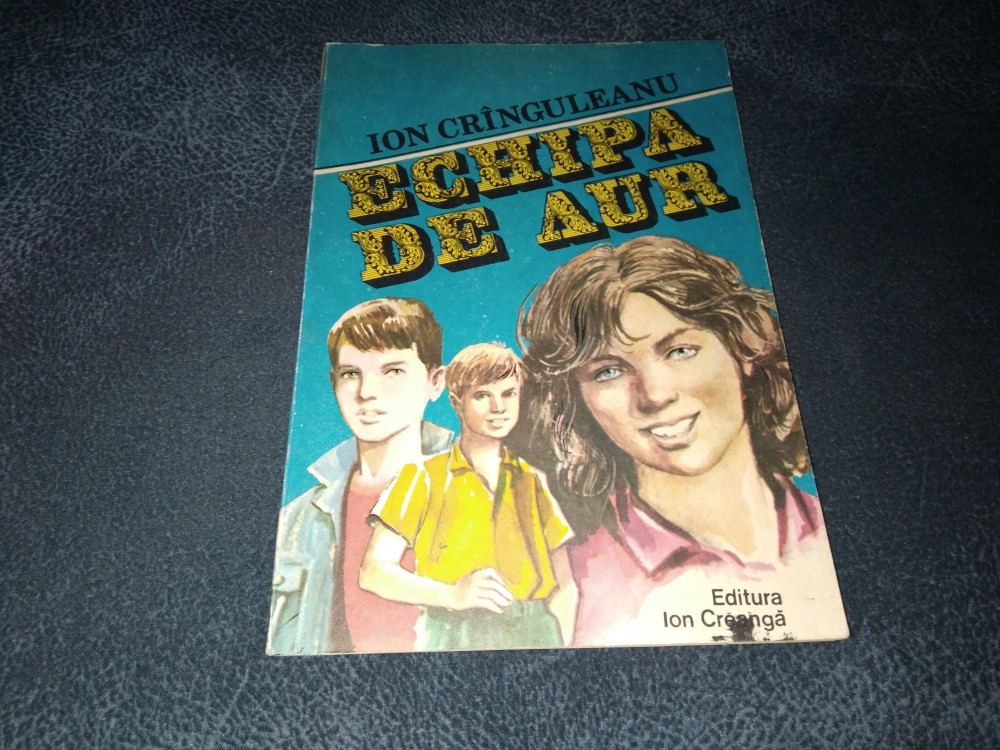 ION CRÎNGULEANU
ECHIPA
DE AUR
Editura
Ion Creangă